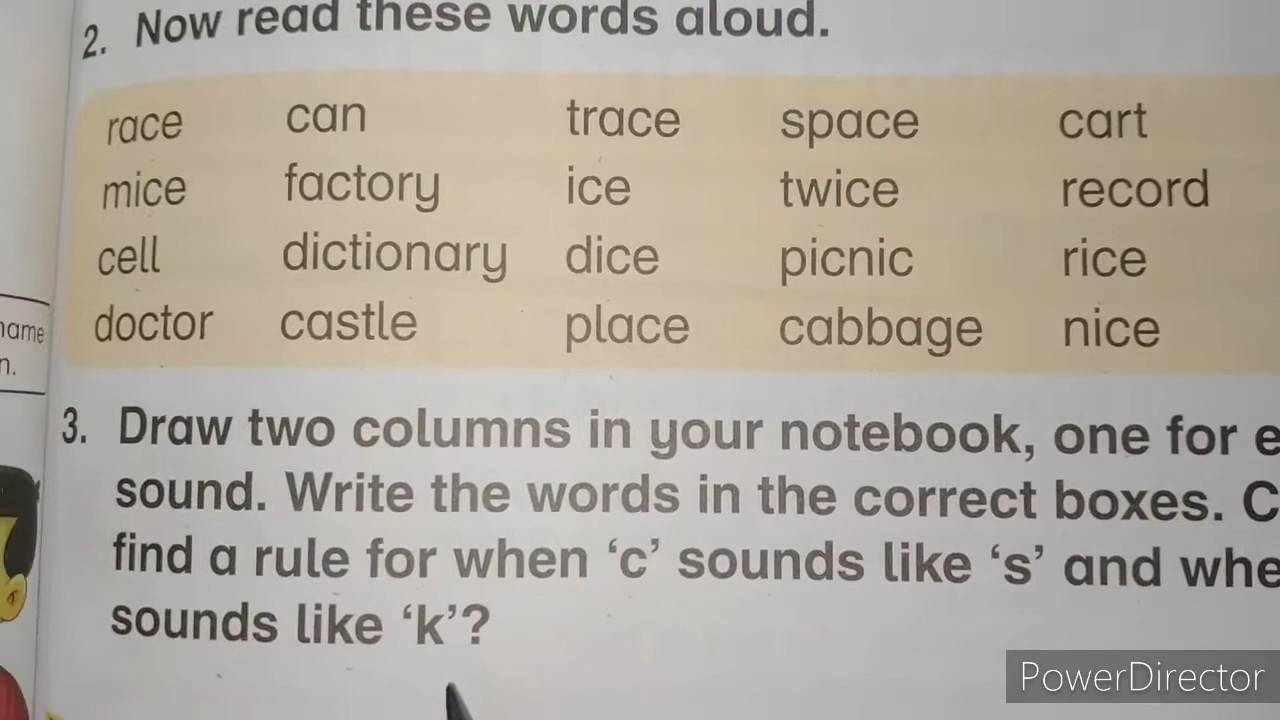 2. Now read these words aloud.
race can trace space cart
mice factory ice twice record
cell dictionary dice picnic rice
doctor castle place cabbage nice
name
n.
3. Draw two columns in your notebook, one for e
sound. Write the words in the correct boxes. C
find a rule for when ‘c’ sounds like ‘s’ and whe
sounds like ‘k’?
PowerDirector